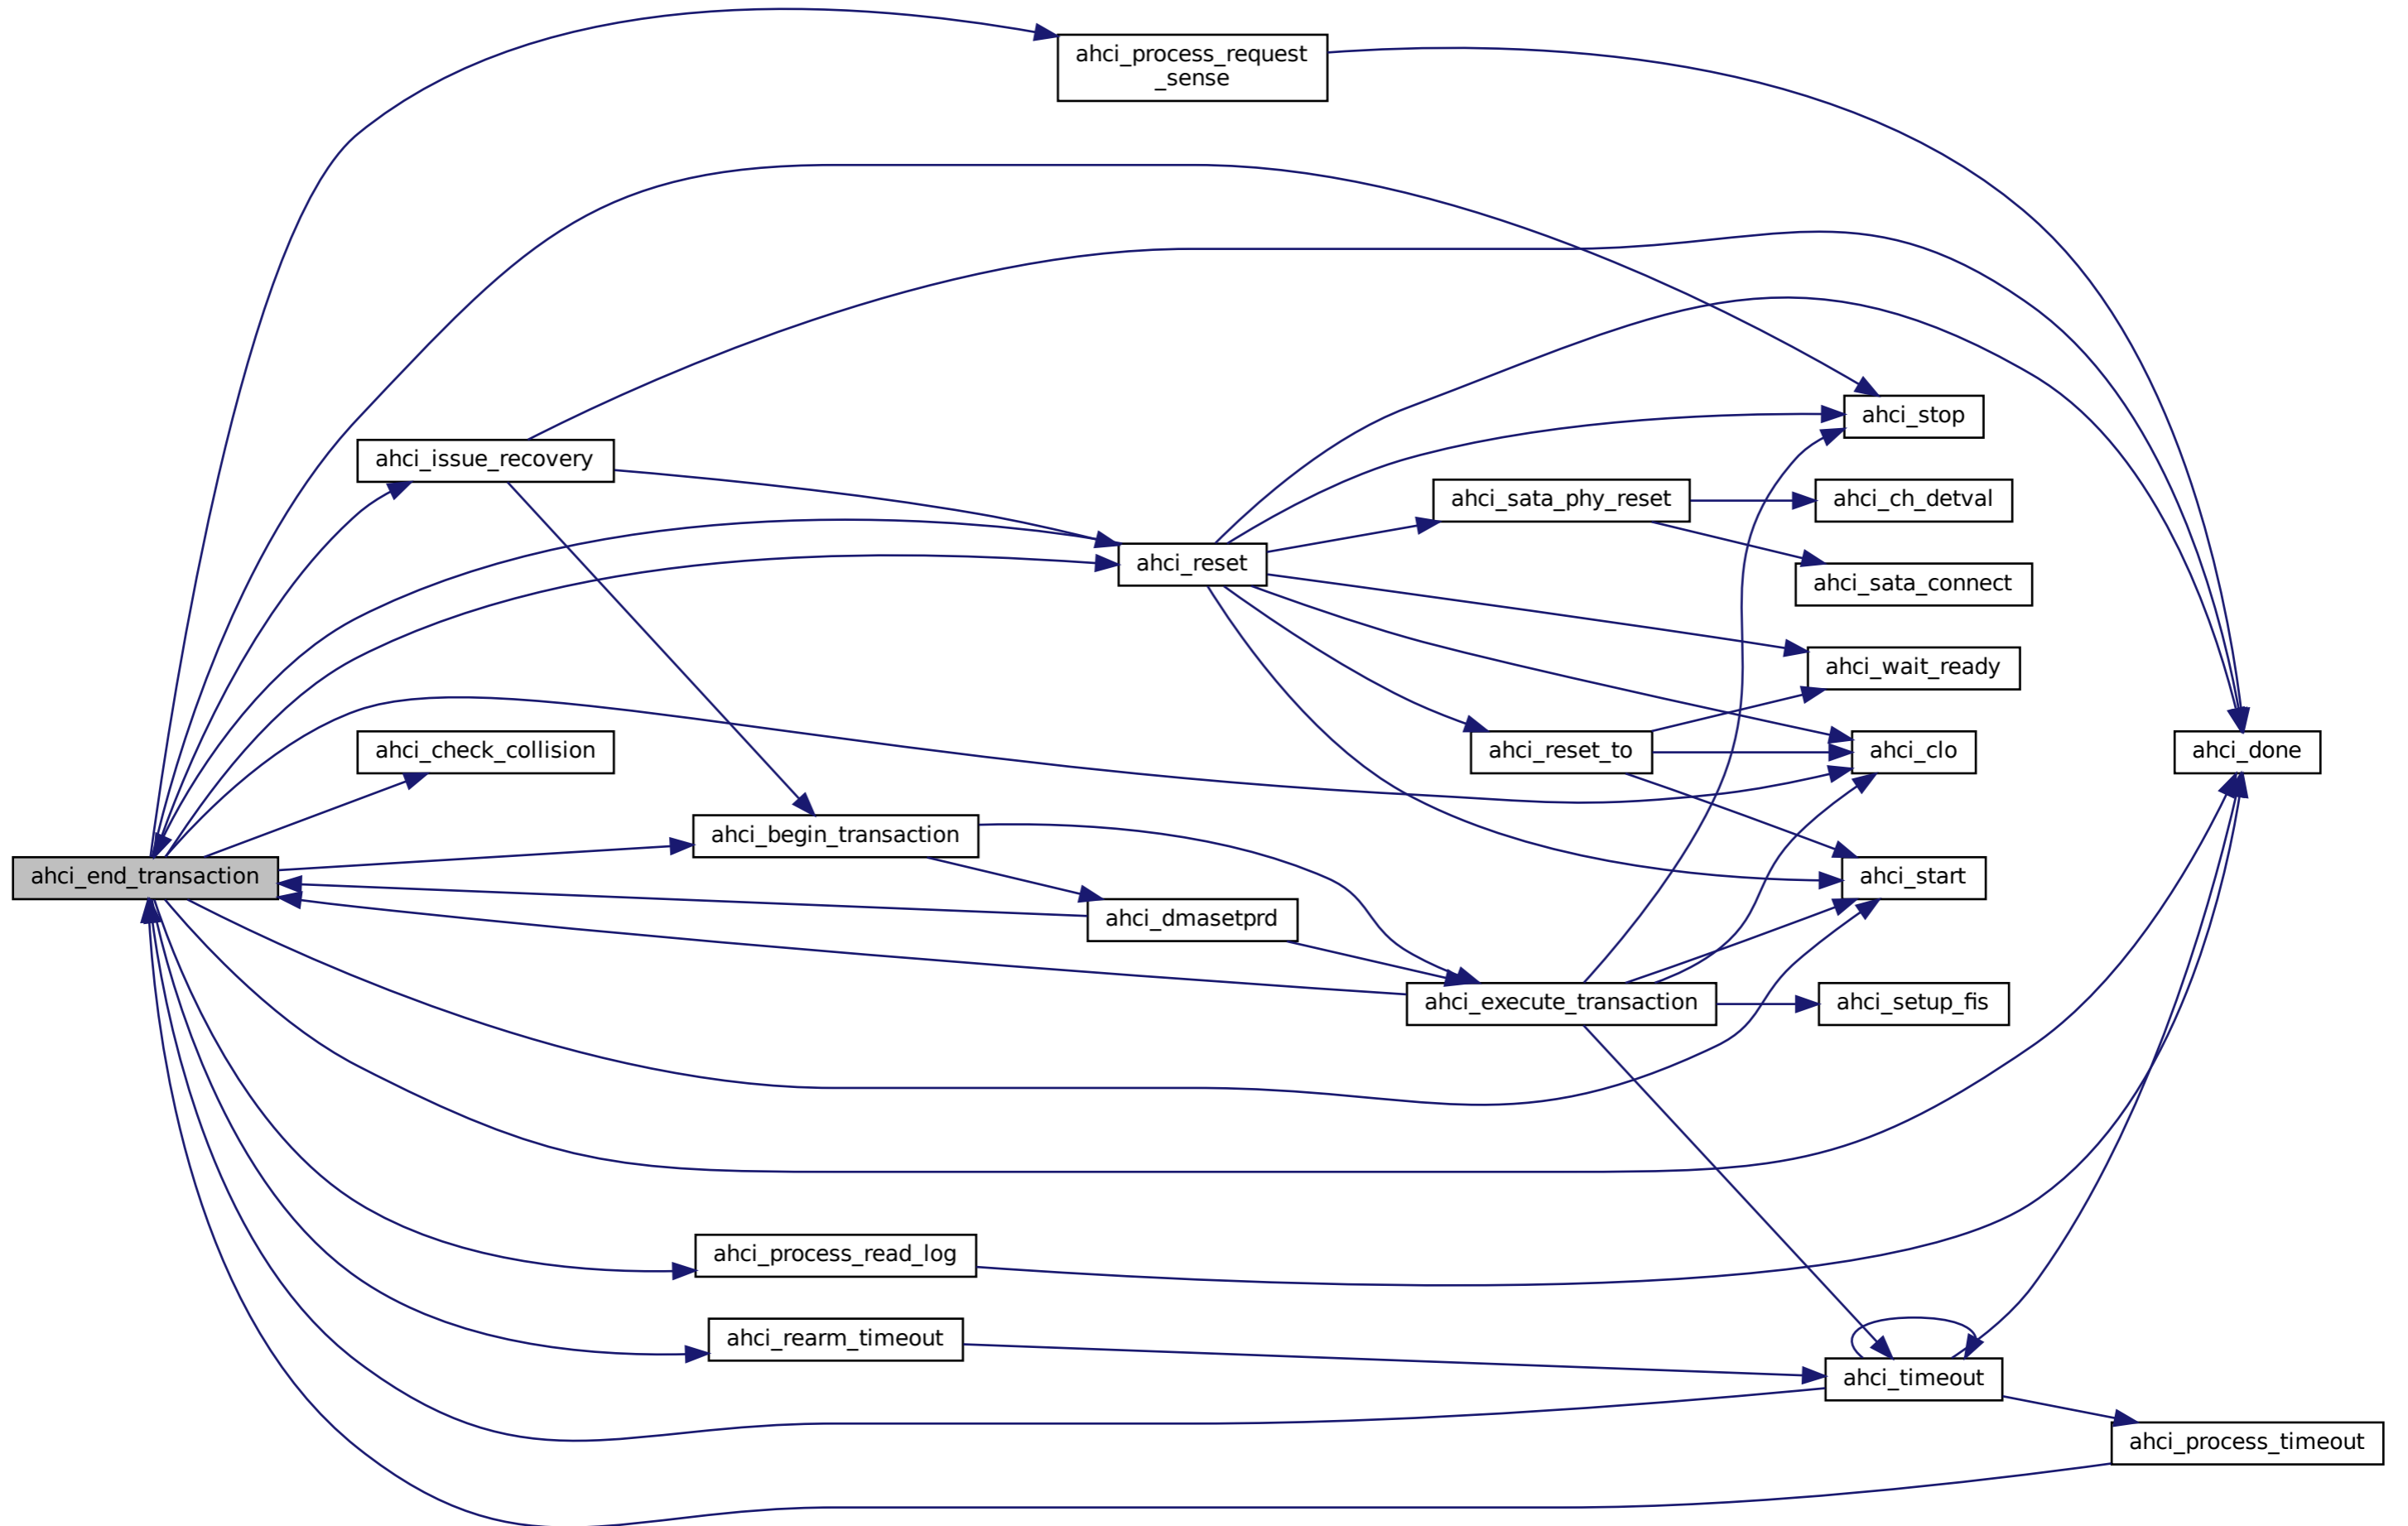 ahci_process_request
_sense
ahci_stop
ahci_issue_recovery
ahci_sata_phy_reset
ahci_ch_detval
ahci_reset
ahci_sata_connect
ahci_wait_ready
ahci_check_collision
ahci_reset_to
ahci_clo
ahci_done
ahci_begin_transaction
ahci_end_transaction
ahci_start
ahci_dmasetprd
ahci_execute_transaction
ahci_setup_fis
ahci_process_read_log
ahci_rearm_timeout
ahci_timeout
ahci_process_timeout